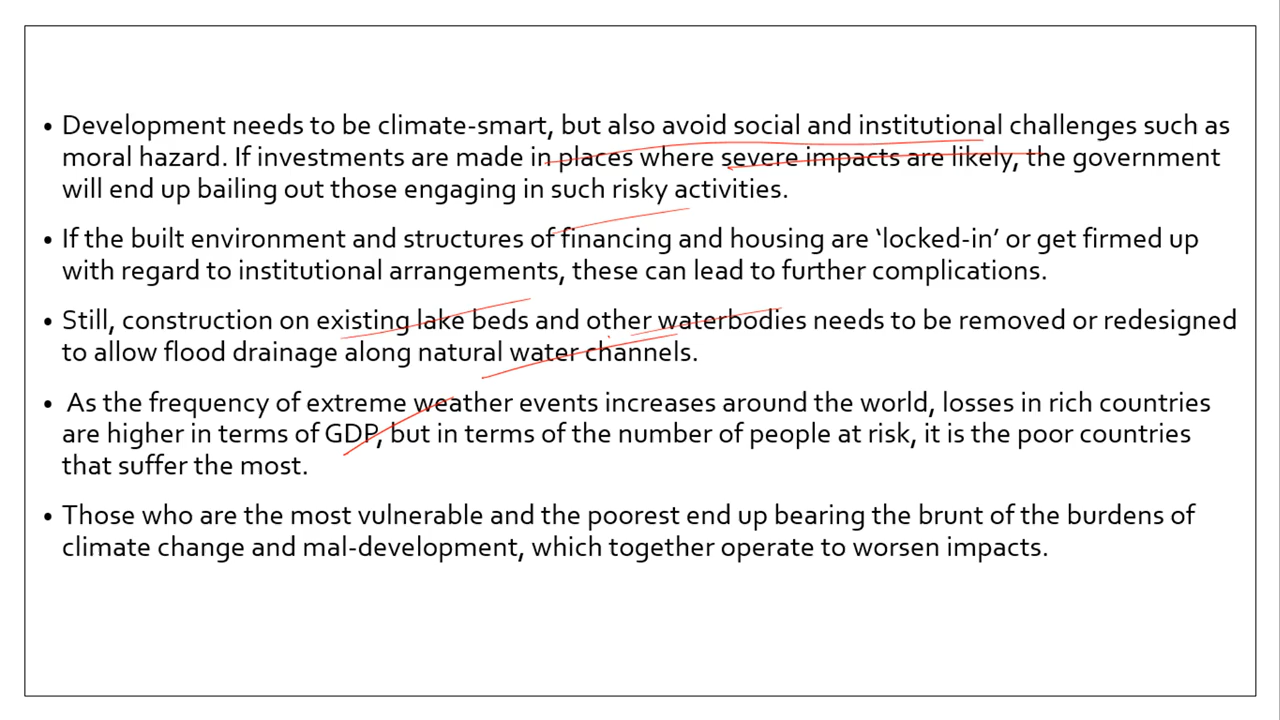 • Development needs to be climate-smart, but also avoid social and institutional challenges such as
moral hazard. If investments are made in places where severe impacts are likely, the government
will end up bailing out those engaging in such risky activities.
• If the built environment and structures of financing and housing are ‘locked-in’ or get firmed up
with regard to institutional arrangements, these can lead to further complications.
• Still, construction on existing lake beds and other waterbodies needs to be removed or redesigned
to allow flood drainage along natural water channels.
• As the frequency of extreme weather events increases around the world, losses in rich countries
are higher in terms of GDP, but in terms of the number of people at risk, it is the poor countries
that suffer the most.
• Those who are the most vulnerable and the poorest end up bearing the brunt of the burdens of
climate change and mal-development, which together operate to worsen impacts.